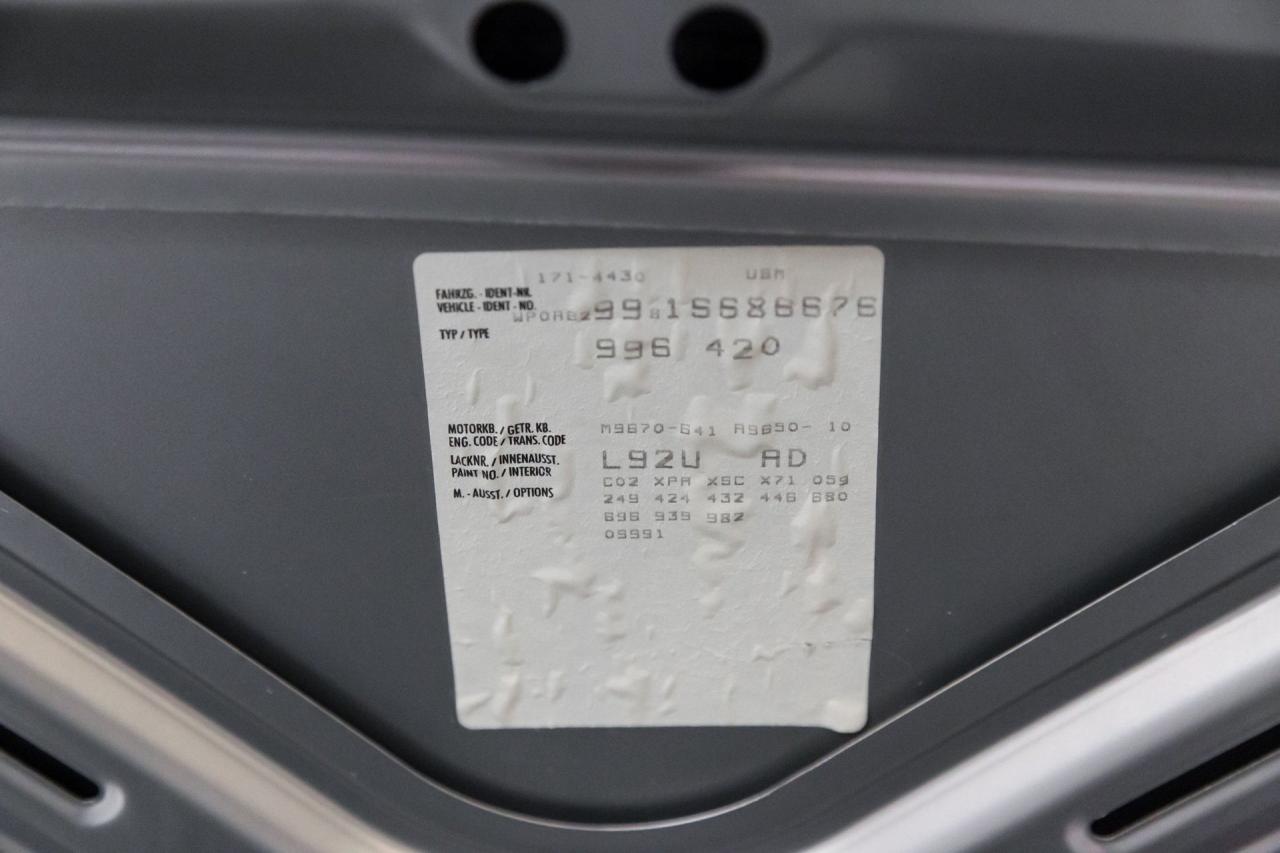 171-4430 UBM
FAHRZG.-IDENT-NR.
VEHICLE-IDENT-NO. WP0AB29981S686676
TYP/TYPE 996 420
MOTORKB./GETR. KB. M9670-641 A9650- 10
ENG. CODE/TRANS. CODE
LACKNR./INNENAUSST. L92U AD
PAINT NO./INTERIOR
C02 XPA XSC X71 059
M.-AUSST./OPTIONS 249 424 432 446 680
696 939 982
09991